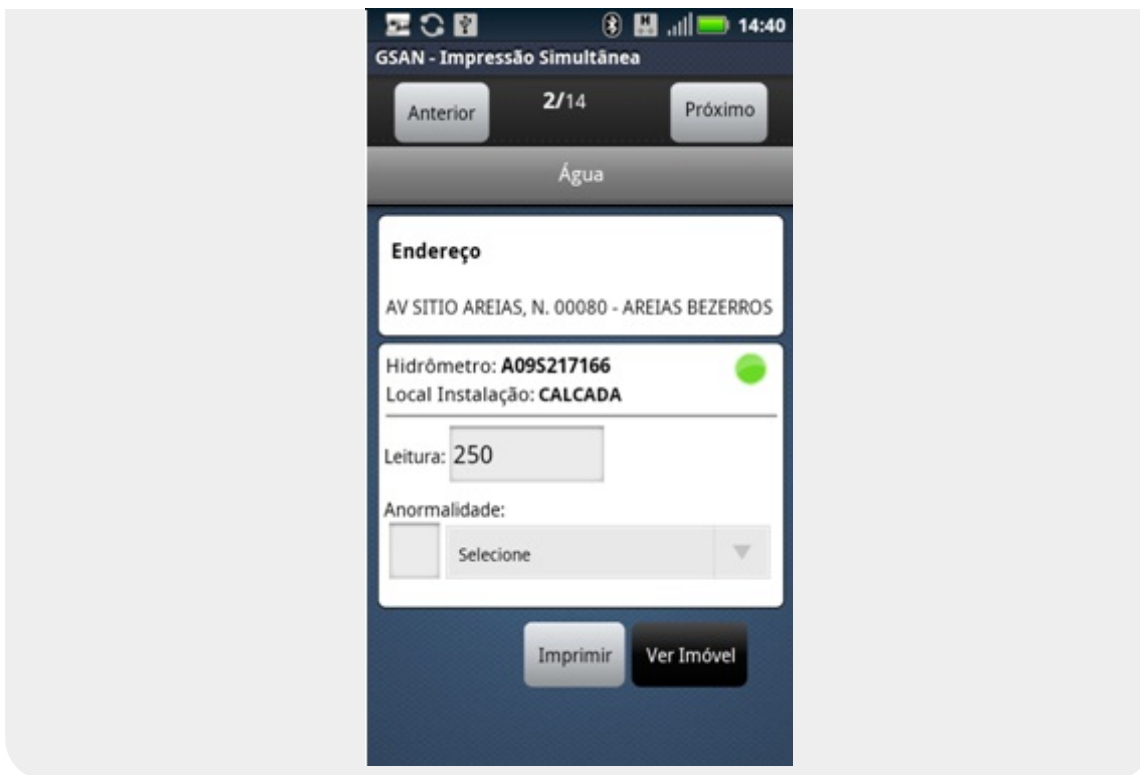 14:40
GSAN - Impressão Simultânea
Anterior 2/14 Próximo
Água
Endereço
AV SITIO AREIAS, N. 00080 - AREIAS BEZERROS
Hidrômetro: A09S217166
Local Instalação: CALCADA
Leitura: 250
Anormalidade:
Selecione
Imprimir Ver Imóvel